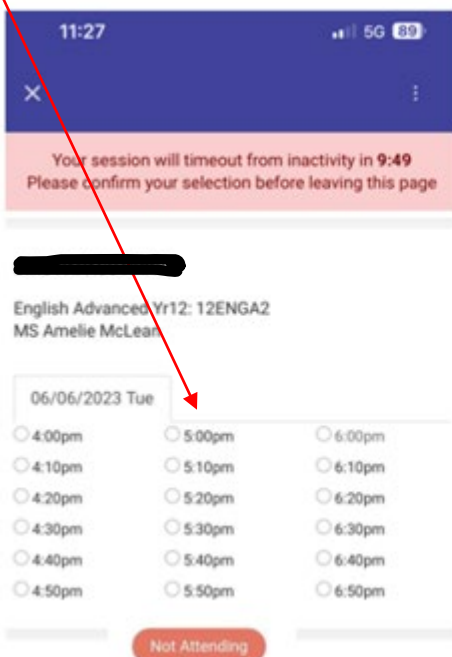 11:27 5G 89
Your session will timeout from inactivity in 9:49
Please confirm your selection before leaving this page
English Advanced Yr12: 12ENGA2
MS Amelie McLean
06/06/2023 Tue
4:00pm 5:00pm 6:00pm
4:10pm 5:10pm 6:10pm
4:20pm 5:20pm 6:20pm
4:30pm 5:30pm 6:30pm
4:40pm 5:40pm 6:40pm
4:50pm 5:50pm 6:50pm
Not Attending